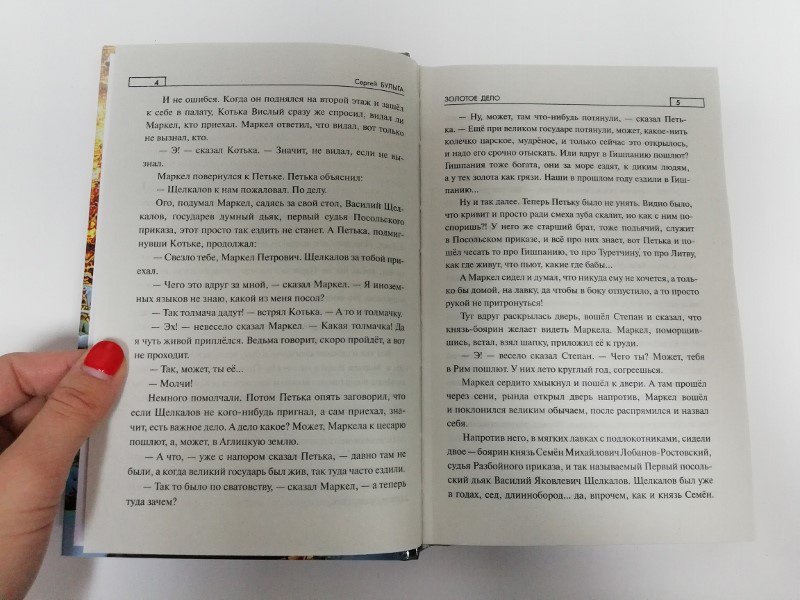 4 Сергей БУЛЫГА
И не ошибся. Когда он поднялся на второй этаж и зашёл
к себе в палату, Котька Вислый сразу же спросил, видал ли
Маркел, кто приехал. Маркел ответил, что видал, вот только
не вызнал, кто.
— Э! — сказал Котька. — Значит, не видал, если не вы-
знал.
Маркел повернулся к Петьке. Петька объяснил:
— Щелкалов к нам пожаловал. По делу.
Ого, подумал Маркел, садясь за свой стол, Василий Щел-
калов, государев думный дьяк, первый судья Посольского
приказа, этот просто так ездить не станет. А Петька, подмиг-
нувши Котьке, продолжал:
— Свезло тебе, Маркел Петрович. Щелкалов за тобой при-
ехал.
— Чего это вдруг за мной, — сказал Маркел. — Я инозем-
ных языков не знаю, какой из меня посол?
— Так толмача дадут! — встрял Котька. — А то и толмачку.
— Эх! — невесело сказал Маркел. — Какая толмачка! Да
я чуть живой приплёлся. Ведьма говорит, скоро пройдёт, а вот
не проходит.
— Так, может, ты её...
— Молчи!
Немного помолчали. Потом Петька опять заговорил, что
если Щелкалов не кого-нибудь пригнал, а сам приехал, зна-
чит, есть важное дело. А дело какое? Может, Маркела к цесарю
пошлют, а, может, в Аглицкую землю.
— А что, — уже с напором сказал Петька, — давно там не
были, а когда великий государь был жив, так туда часто ездили.
— Так то было по сватовству, — сказал Маркел, — а теперь
туда зачем?
ЗОЛОТОЕ ДЕЛО 5
— Ну, может, там что-нибудь потянули, — сказал Петь-
ка. — Ещё при великом государе потянули, может, какое-нить
колечко царское, мудрёное, и только сейчас это открылось,
и надо его срочно отыскать. Или вдруг в Гишпанию пошлют?
Гишпания тоже богата, они за море ездят, к диким людям,
а у тех золота как грязи. Наши в прошлом году ездили в Гиш-
панию...
Ну и так далее. Теперь Петьку было не унять. Видно было,
что кривит и просто ради смеха зуба скалит, но как с ним по-
споришь?! У него же старший брат, тоже подьячий, служит
в Посольском приказе, и всё про них знает, вот Петька и по-
шёл чесать то про Гишпанию, то про Туретчину, то про Литву,
как где живут, что пьют, какие где бабы...
А Маркел сидел и думал, что никуда ему не хочется, а толь-
ко бы домой, на лавку, да чтобы в боку отпустило, а то просто
рукой не притронуться!
Тут вдруг раскрылась дверь, вошёл Степан и сказал, что
князь-боярин желает видеть Маркела. Маркел, поморщив-
шись, встал, взял шапку, приложил её к груди.
— Э! — весело сказал Степан. — Чего ты? Может, тебя
в Рим пошлют. У них лето круглый год, согреешься.
Маркел сердито хмыкнул и пошёл к двери. А там прошёл
через сени, рында открыл дверь напротив, Маркел вошёл
и поклонился великим обычаем, после распрямился и назвал
себя.
Напротив него, в мягких лавках с подлокотниками, сидели
двое — боярин князь Семён Михайлович Лобанов-Ростовский,
судья Разбойного приказа, и так называемый Первый посоль-
ский дьяк Василий Яковлевич Щелкалов. Щелкалов был уже
в годах, сед, длиннобород... да, впрочем, как и князь Семён.